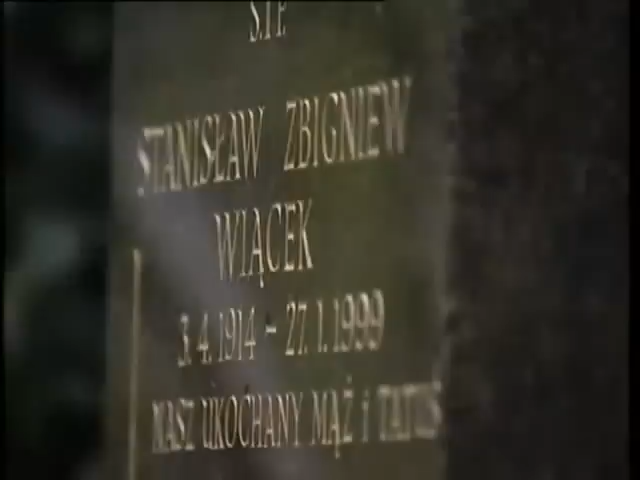 Ś.†P.
STANISŁAW ZBIGNIEW
WIĄCEK
3.4.1914 - 27.1.1999
NASZ UKOCHANY MĄŻ i TATUŚ